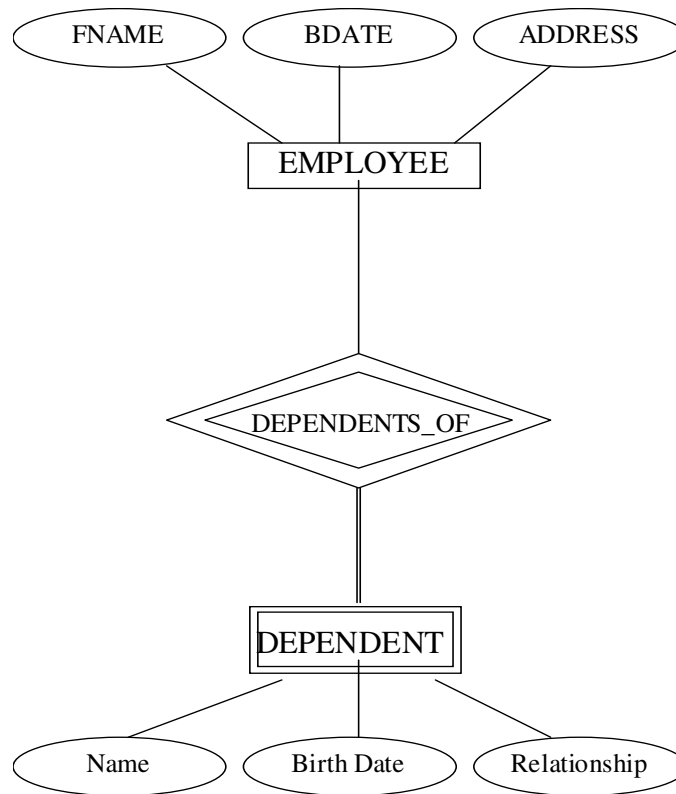 FNAME BDATE ADDRESS
EMPLOYEE
DEPENDENTS_OF
DEPENDENT
Name Birth Date Relationship